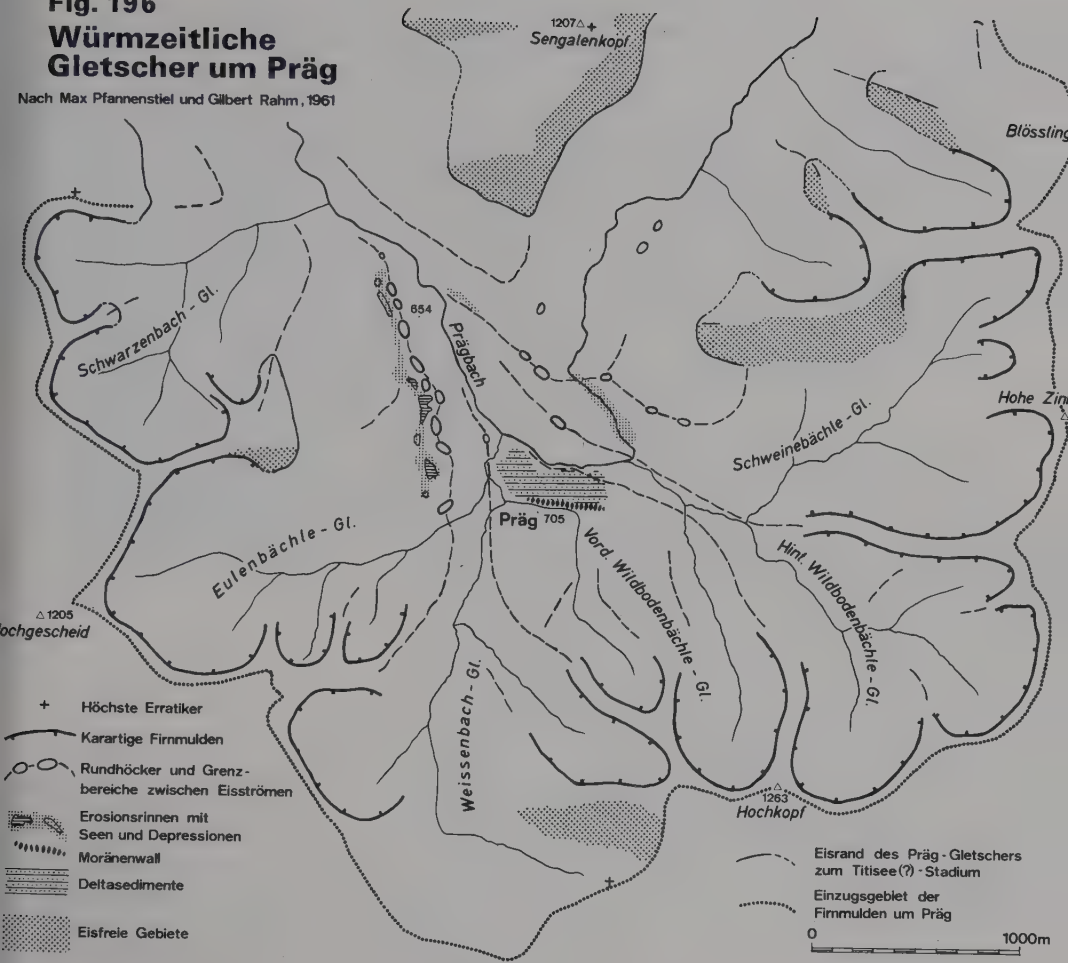 Fig. 196
Würmzeitliche
Gletscher um Präg
Nach Max Pfannenstiel und Gilbert Rahm, 1961
1207
Sengalenkopf
Blössling
Schwarzenbach-Gl.
654
Prägbach
Hohe
Schweinebächle-Gl.
Präg 705
Eulenbächle-Gl.
Vord. Wildbodenbächle-Gl.
Hint. Wildbodenbächle-Gl.
1205
Hochgescheid
Weissenbach-Gl.
1263
Hochkopf
Höchste Erratiker
Karartige Firnmulden
Rundhöcker und Grenz-
bereiche zwischen Eisströmen
Erosionsrinnen mit
Seen und Depressionen
Moränenwall
Deltasedimente
Eisfreie Gebiete
Eisrand des Präg-Gletschers
zum Titisee(?)-Stadium
Einzugsgebiet der
Firnmulden um Präg
0 1000m